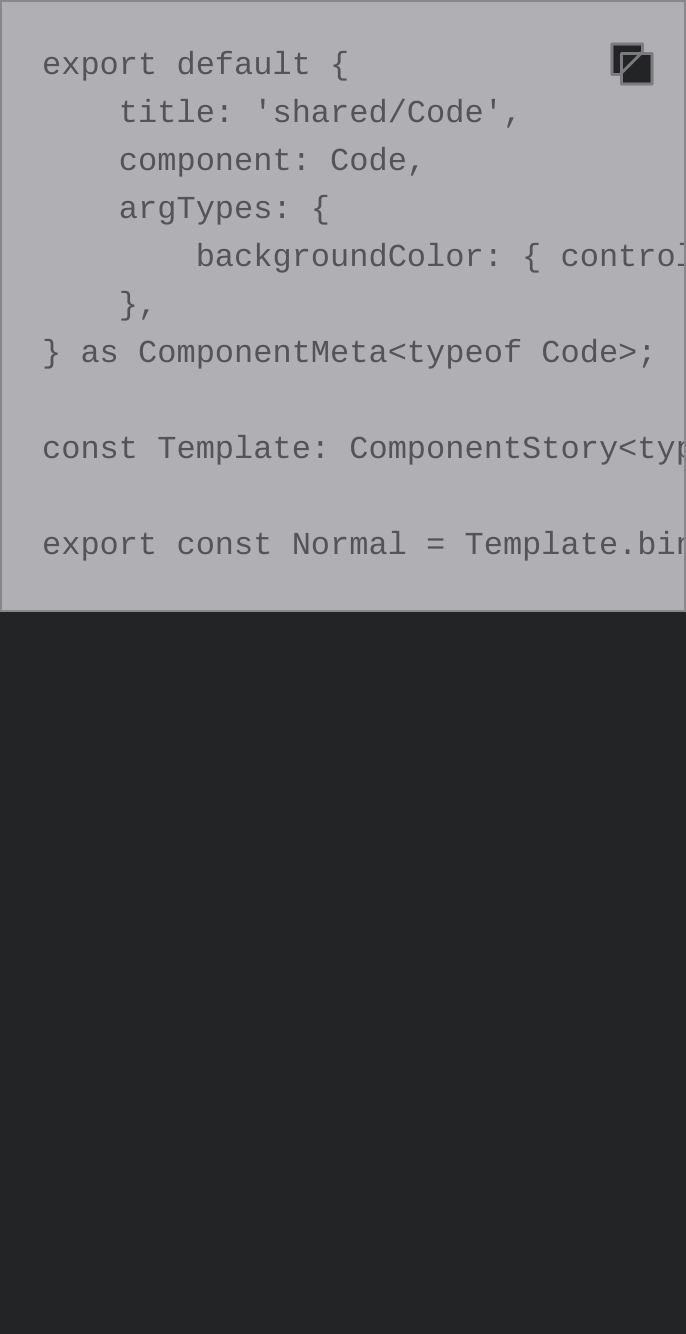 export default {
    title: 'shared/Code',
    component: Code,
    argTypes: {
        backgroundColor: { control
    },
} as ComponentMeta<typeof Code>;
const Template: ComponentStory<typ
export const Normal = Template.bin